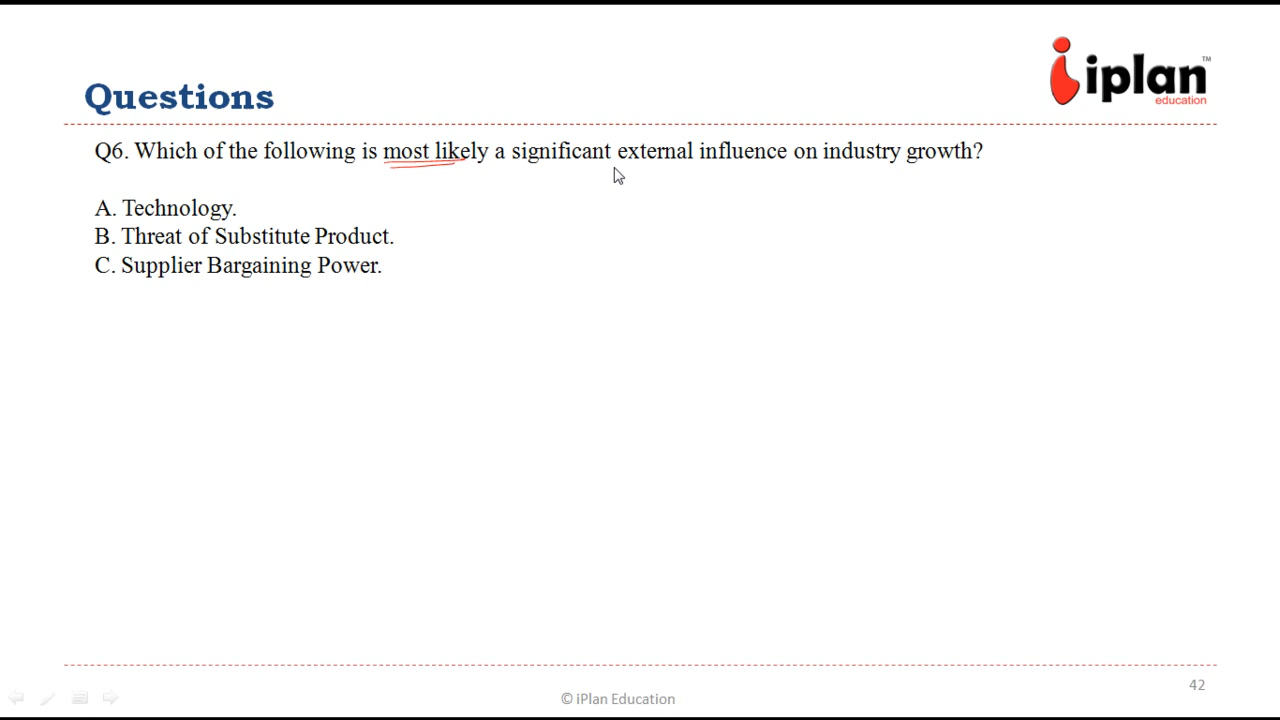 iplan™
education
Questions
Q6. Which of the following is most likely a significant external influence on industry growth?
A. Technology.
B. Threat of Substitute Product.
C. Supplier Bargaining Power.
42
© iPlan Education